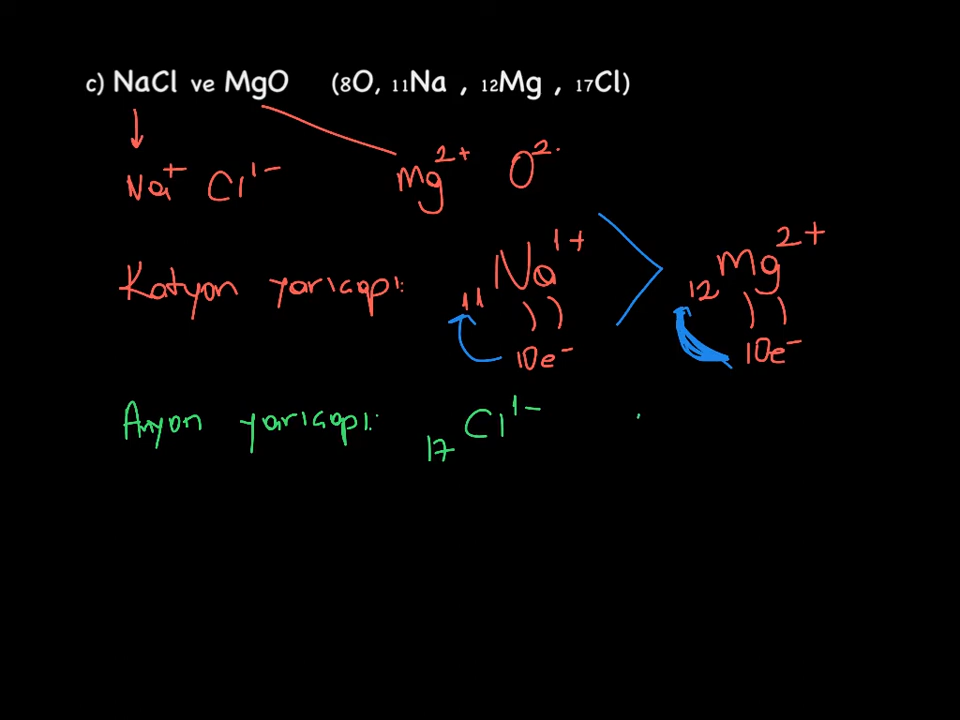 c) NaCl ve MgO (8O, 11Na , 12Mg , 17Cl)
Na+ Cl1- Mg2+ O2-
Katyon yarıçapı: 11Na1+ > 12Mg2+
)) ))
10e- 10e-
Anyon yarıçapı: 17Cl1-